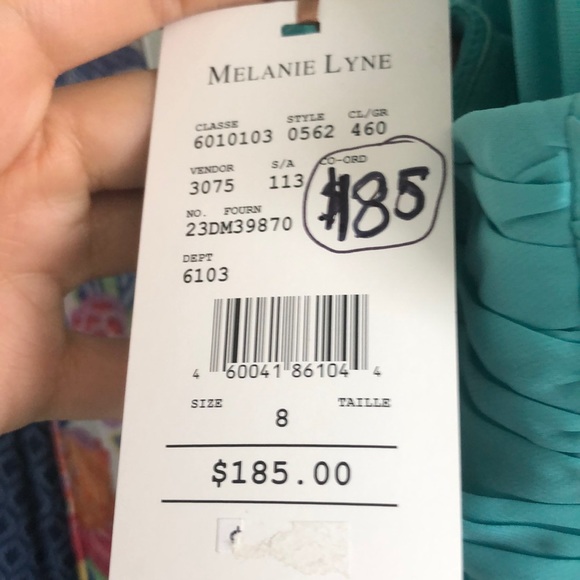 MELANIE LYNE
CLASSE STYLE CL/GR
6010103 0562 460
VENDOR S/A CO-ORD
3075 113 $185
NO. FOURN
23DM39870
DEPT
6103
4 60041 86104 4
SIZE TAILLE
8
$185.00
$